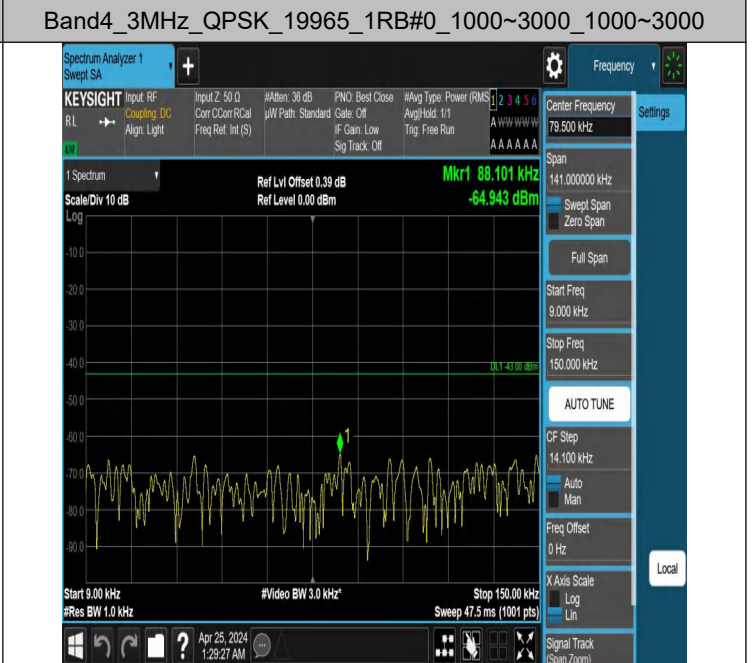 Band4_3MHz_QPSK_19965_1RB#0_1000~3000_1000~3000
Spectrum Analyzer 1
Swept SA
Frequency
KEYSIGHT
RL
Input: RF
Coupling: DC
Align: Light
Input Z: 50 Ω
Corr CCorr RCal
Freq Ref: Int (S)
#Atten: 36 dB
µW Path: Standard
PNO: Best Close
Gate: Off
IF Gain: Low
Sig Track: Off
#Avg Type: Power (RMS
Avg|Hold: 1/1
Trig: Free Run
1 2 3 4 5 6
A W W W W W
A A A A A A
Center Frequency
79.500 kHz
Settings
1 Spectrum
Scale/Div 10 dB
Log
Ref Lvl Offset 0.39 dB
Ref Level 0.00 dBm
Mkr1 88.101 kHz
-64.943 dBm
Span
141.000000 kHz
Swept Span
Zero Span
Full Span
Start Freq
9.000 kHz
Stop Freq
150.000 kHz
AUTO TUNE
CF Step
14.100 kHz
Auto
Man
Freq Offset
0 Hz
X Axis Scale
Log
Lin
Signal Track
(Span Zoom)
Local
-10.0
-20.0
-30.0
-40.0
-50.0
-60.0
-70.0
-80.0
-90.0
DL1 -43.00 dBm
1
Start 9.00 kHz
#Res BW 1.0 kHz
#Video BW 3.0 kHz*
Stop 150.00 kHz
Sweep 47.5 ms (1001 pts)
?
Apr 25, 2024
1:29:27 AM